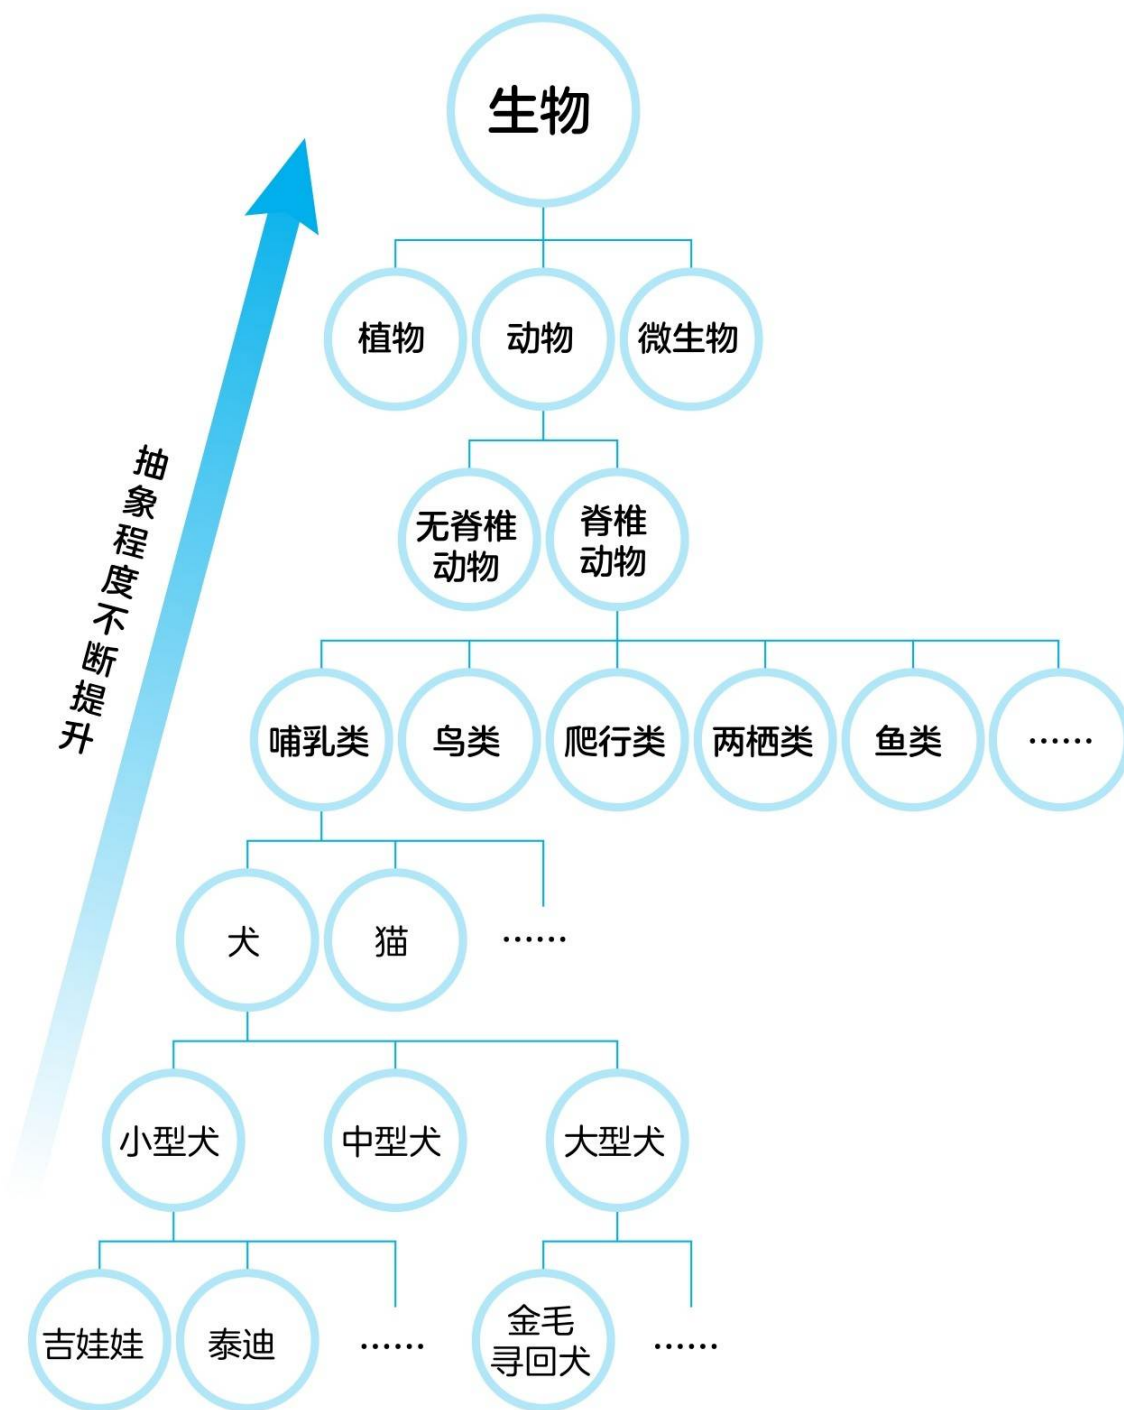 生物
植物
动物
微生物
抽象程度不断提升
无脊椎
动物
脊椎
动物
哺乳类
鸟类
爬行类
两栖类
鱼类
……
犬
猫
……
小型犬
中型犬
大型犬
吉娃娃
泰迪
……
金毛
寻回犬
……